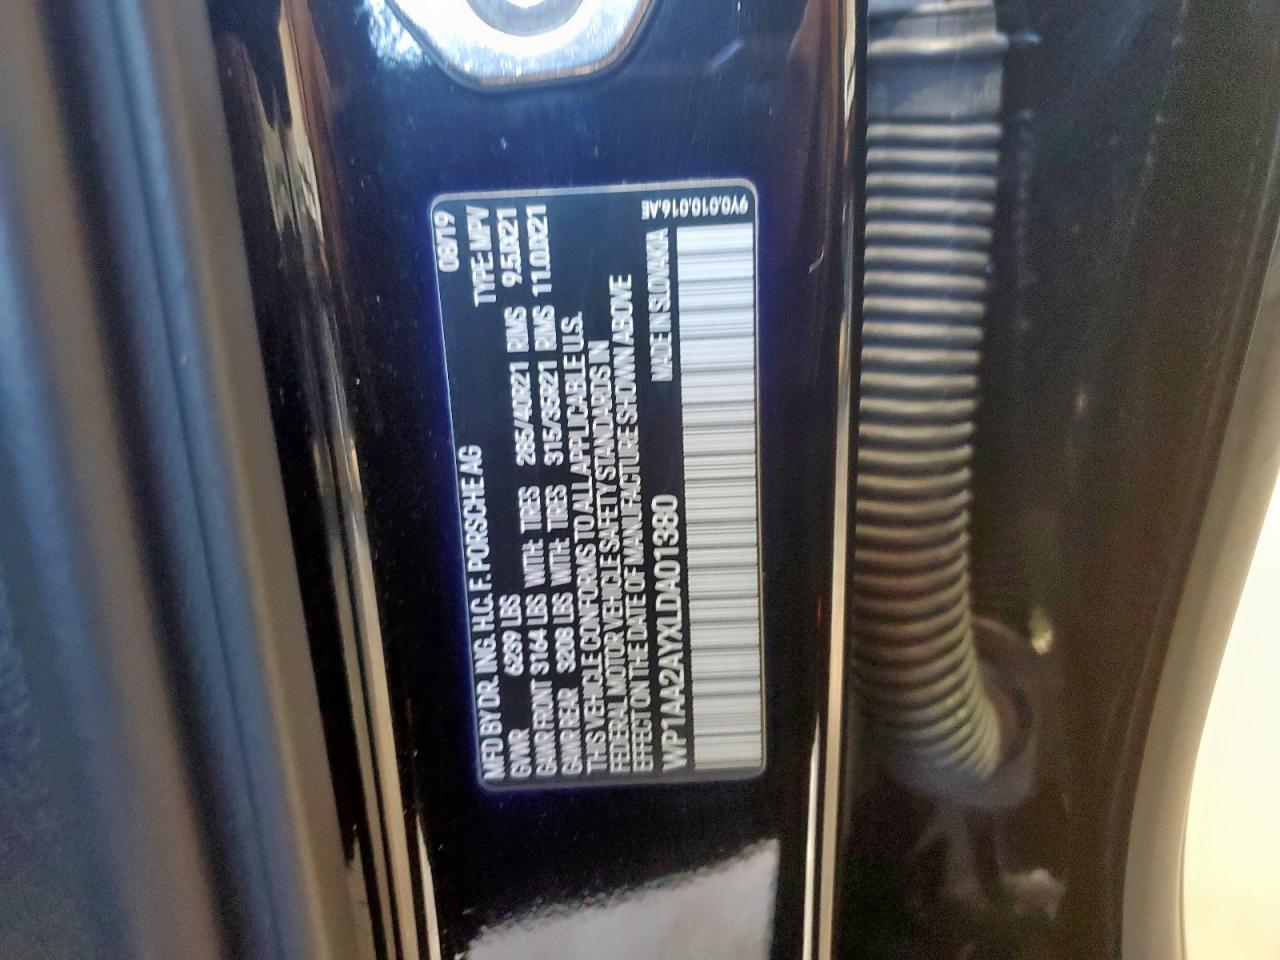 MFD BY DR. ING. H.C. F. PORSCHE AG 08/19
GVWR 6239 LBS TYPE: MPV
GAWR FRONT 3164 LBS WITH: TIRES 285/40R21 RIMS 9.5JX21
GAWR REAR 3208 LBS WITH: TIRES 315/35R21 RIMS 11.0JX21
THIS VEHICLE CONFORMS TO ALL APPLICABLE U.S.
FEDERAL MOTOR VEHICLE SAFETY STANDARDS IN
EFFECT ON THE DATE OF MANUFACTURE SHOWN ABOVE
WP1AA2AYXLDA01380 MADE IN SLOVAKIA
9Y0.010.016.AE